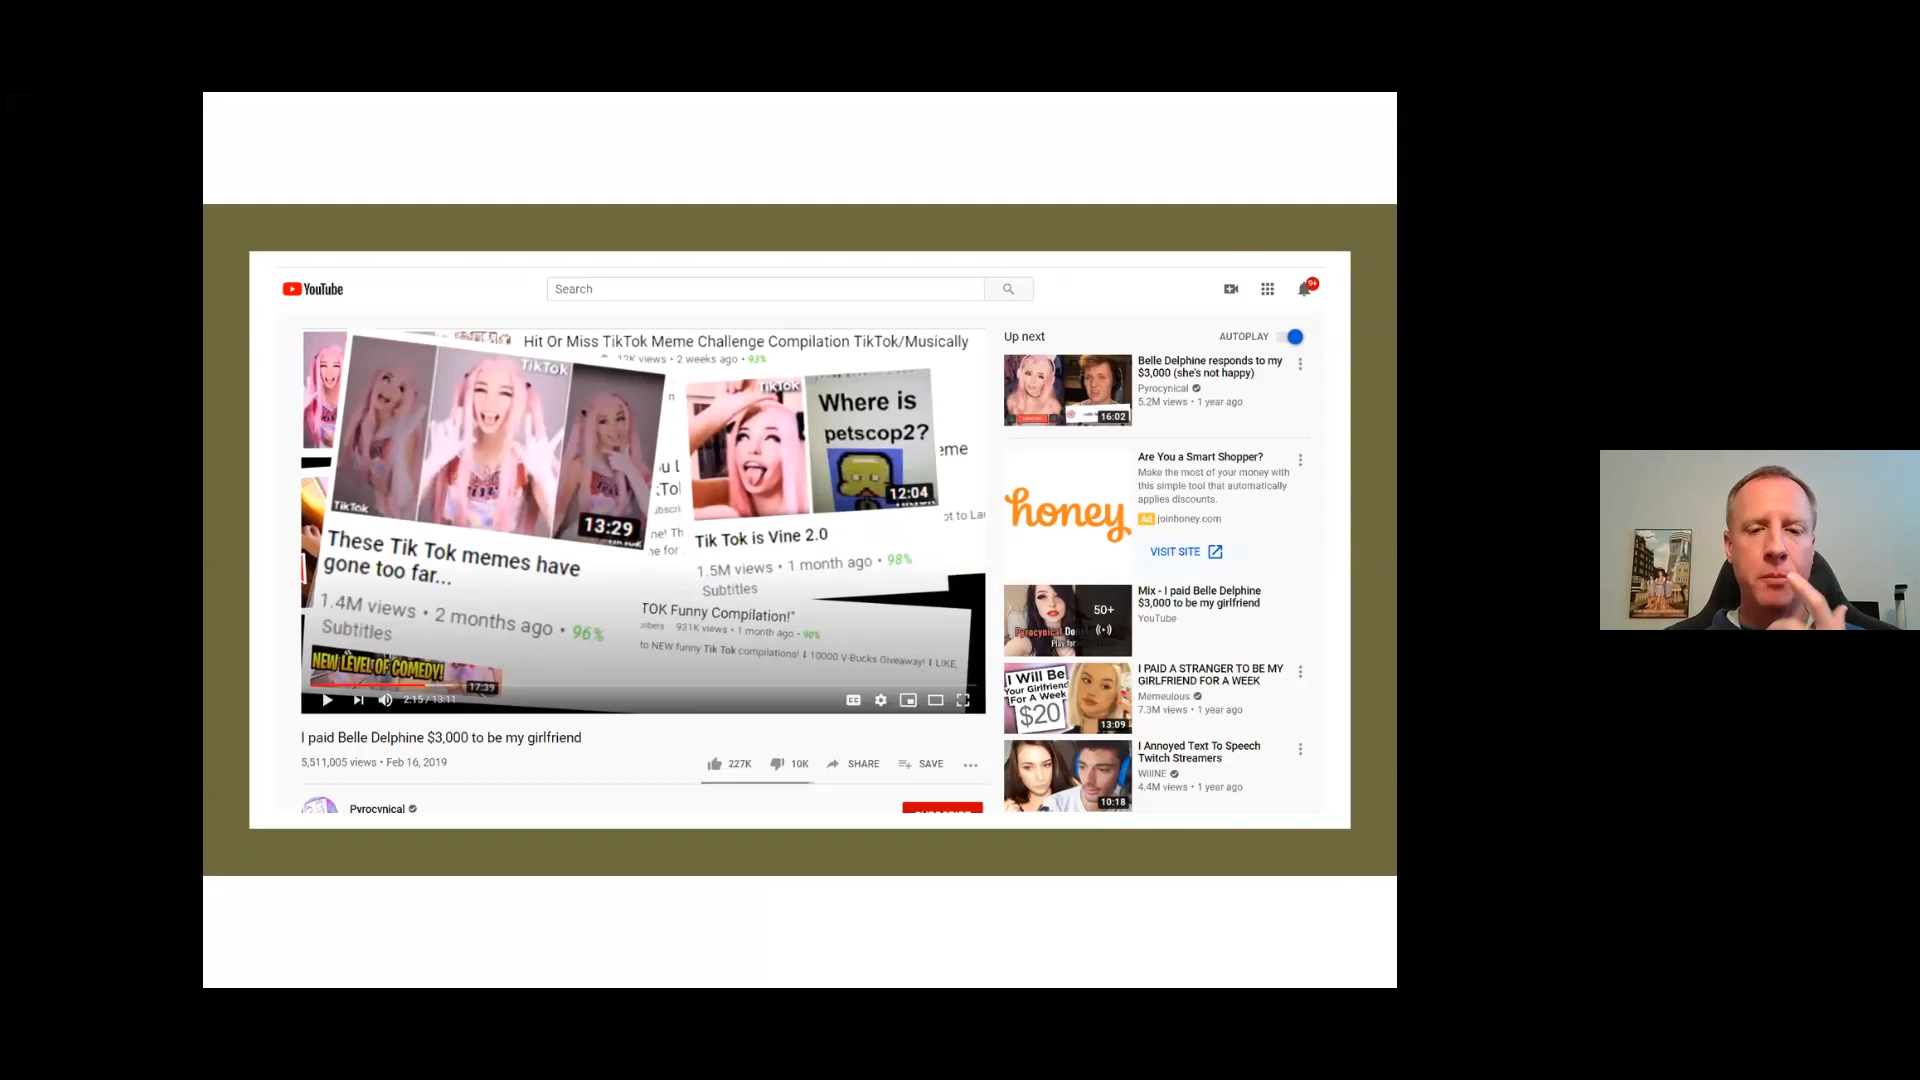 YouTube
Search
9+
Hit Or Miss TikTok Meme Challenge Compilation TikTok/Musically
12K views • 2 weeks ago • 93%
TikTok
TikTok
13:29
These Tik Tok memes have
gone too far...
1.4M views • 2 months ago • 96%
Subtitles
TikTok
Where is
petscop2?
12:04
Tik Tok is Vine 2.0
1.5M views • 1 month ago • 98%
Subtitles
TOK Funny Compilation!"
931K views • 1 month ago • 90%
to NEW funny Tik Tok compilations! 10000 V-Bucks Giveaway! LIKE,
NEW LEVEL OF COMEDY!
17:39
2:15 / 13:11
CC
I paid Belle Delphine $3,000 to be my girlfriend
5,511,005 views • Feb 16, 2019
227K
10K
SHARE
SAVE
Pyrocynical
Up next
AUTOPLAY
Belle Delphine responds to my
$3,000 (she's not happy)
Pyrocynical
5.2M views • 1 year ago
16:02
honey
Are You a Smart Shopper?
Make the most of your money with
this simple tool that automatically
applies discounts.
Ad joinhoney.com
VISIT SITE
50+
Pyrocynical
Mix - I paid Belle Delphine
$3,000 to be my girlfriend
YouTube
I Will Be
Your Girlfriend
For A Week
$20
13:09
I PAID A STRANGER TO BE MY
GIRLFRIEND FOR A WEEK
Memeulous
7.3M views • 1 year ago
10:18
I Annoyed Text To Speech
Twitch Streamers
WillNE
4.4M views • 1 year ago